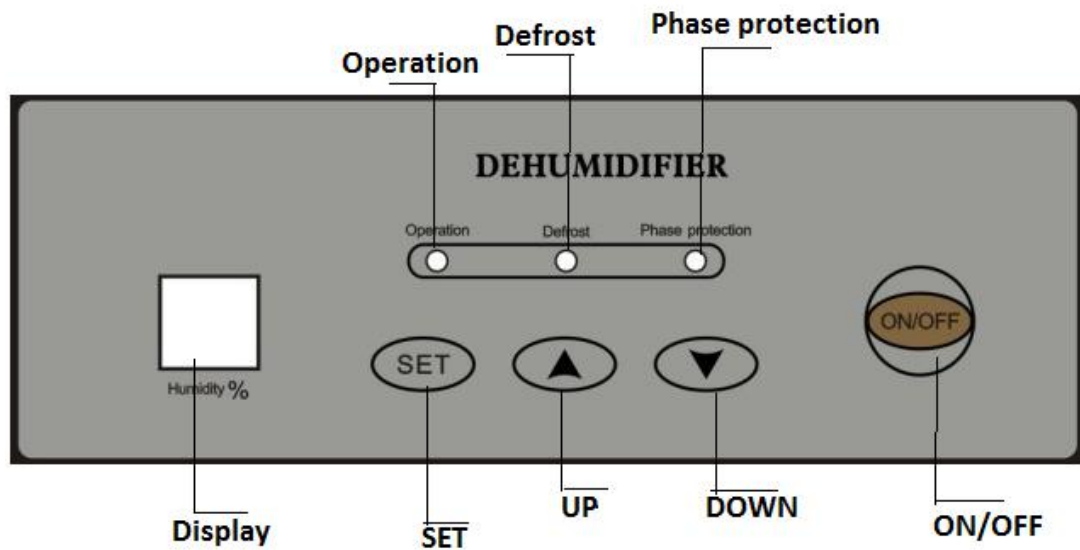 Phase protection
Defrost
Operation
DEHUMIDIFIER
Operation Defrost Phase protection
ON/OFF
SET
Humidity %
UP DOWN
Display SET ON/OFF